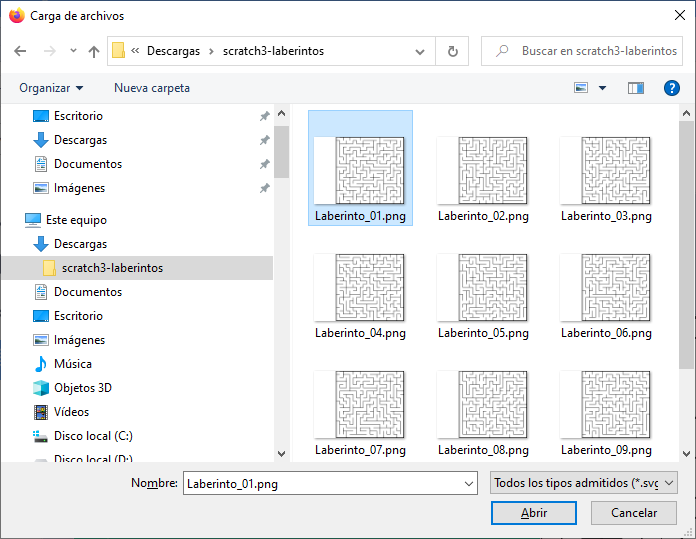 Carga de archivos
« Descargas › scratch3-laberintos
Buscar en scratch3-laberintos
Organizar
Nueva carpeta
?
Escritorio
Descargas
Documentos
Imágenes
Este equipo
Descargas
scratch3-laberintos
Documentos
Escritorio
Imágenes
Música
Objetos 3D
Vídeos
Disco local (C:)
Disco local (D:)
Laberinto_01.png
Laberinto_02.png
Laberinto_03.png
Laberinto_04.png
Laberinto_05.png
Laberinto_06.png
Laberinto_07.png
Laberinto_08.png
Laberinto_09.png
Nombre:
Laberinto_01.png
Todos los tipos admitidos (*.svg
Abrir
Cancelar